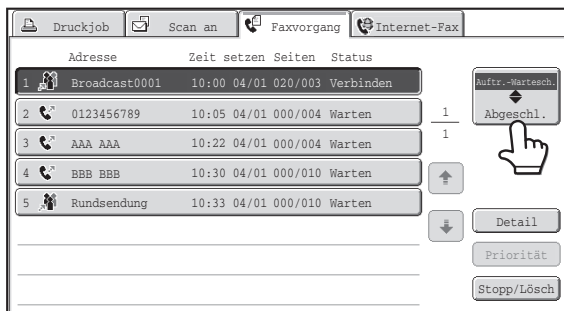 Druckjob Scan an Faxvorgang Internet-Fax
Adresse Zeit setzen Seiten Status
1 Broadcast0001 10:00 04/01 020/003 Verbinden
2 0123456789 10:05 04/01 000/004 Warten
3 AAA AAA 10:22 04/01 000/004 Warten
4 BBB BBB 10:30 04/01 000/010 Warten
5 Rundsendung 10:33 04/01 000/010 Warten
1
1
Auftr.-Wartesch.
Abgeschl.
Detail
Priorität
Stopp/Lösch